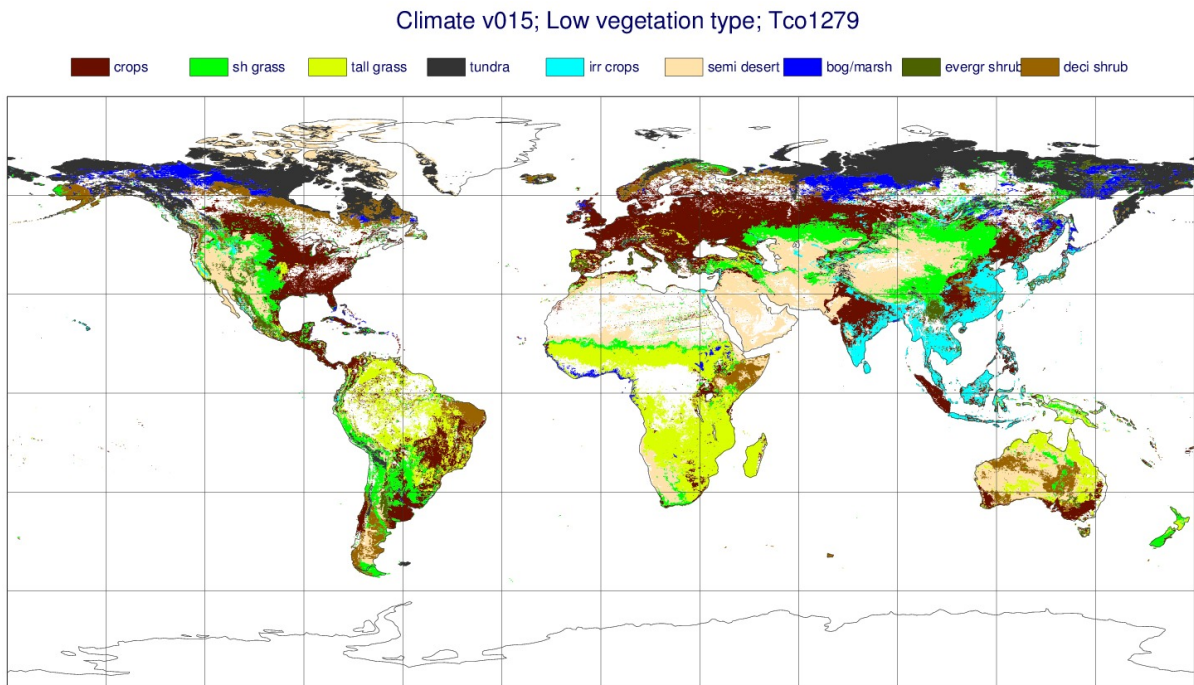 Climate v015; Low vegetation type; Tco1279
crops sh grass tall grass tundra irr crops semi desert bog/marsh evergr shrub deci shrub